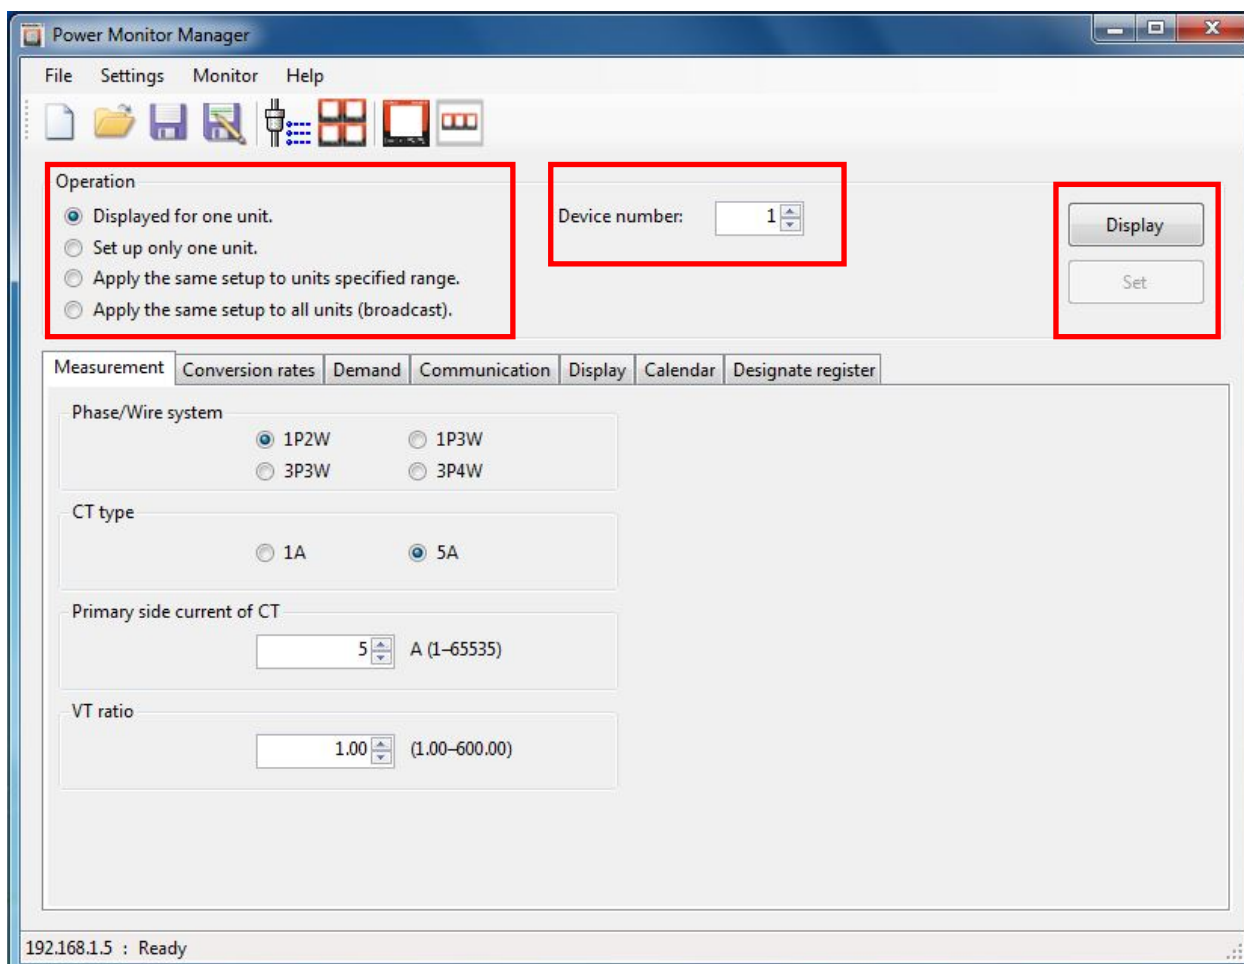 Power Monitor Manager
File Settings Monitor Help
Operation
Displayed for one unit.
Set up only one unit.
Apply the same setup to units specified range.
Apply the same setup to all units (broadcast).
Device number: 1
Display
Set
Measurement Conversion rates Demand Communication Display Calendar Designate register
Phase/Wire system
1P2W 1P3W
3P3W 3P4W
CT type
1A 5A
Primary side current of CT
5 A (1–65535)
VT ratio
1.00 (1.00–600.00)
192.168.1.5 : Ready